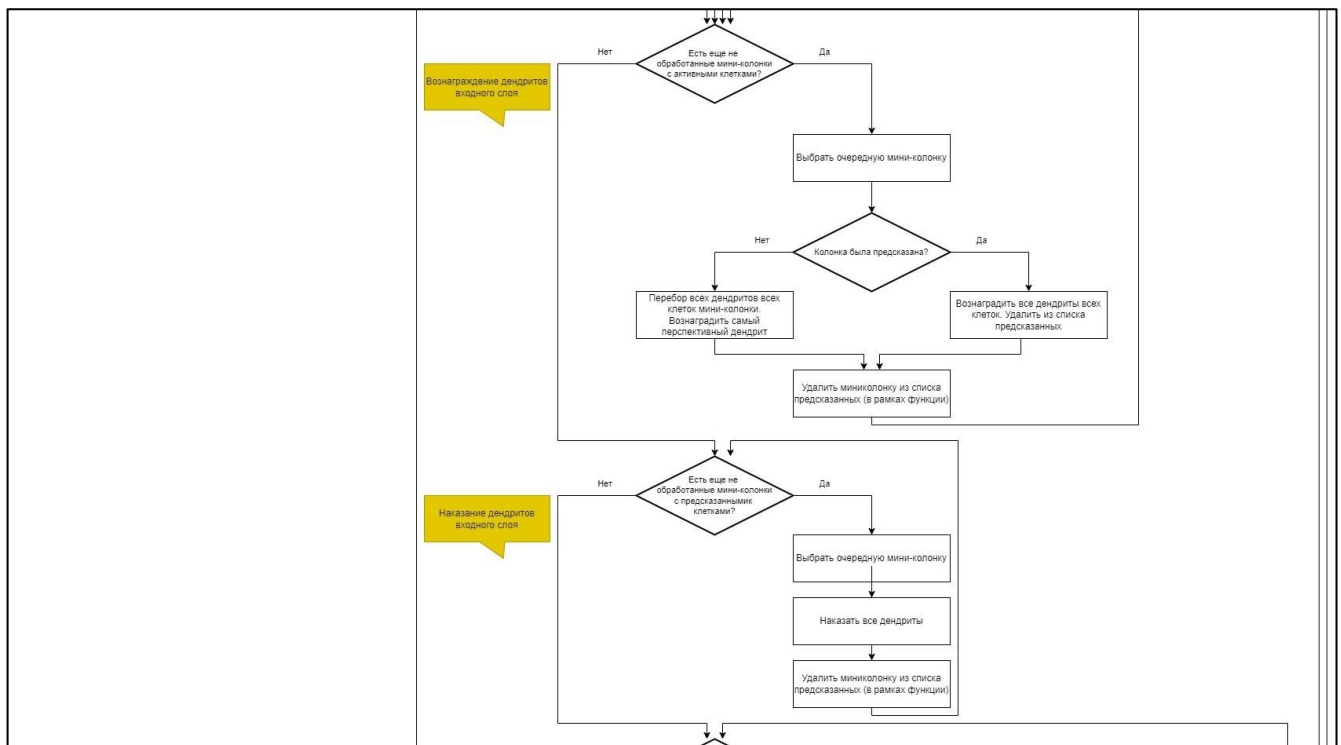 Есть еще не
обработанные мини-колонки
с активными клетками?
Нет
Да
Вознаграждение дендритов
входного слоя
Выбрать очередную мини-колонку
Колонка была предсказана?
Нет
Да
Перебор всех дендритов всех
клеток мини-колонки.
Вознаградить самый
перспективный дендрит
Вознаградить все дендриты всех
клеток. Удалить из списка
предсказанных
Удалить миниколонку из списка
предсказанных (в рамках функции)
Есть еще не
обработанные мини-колонки
с предсказаннымик
клетками?
Нет
Да
Наказание дендритов
входного слоя
Выбрать очередную мини-колонку
Наказать все дендриты
Удалить миниколонку из списка
предсказанных (в рамках функции)